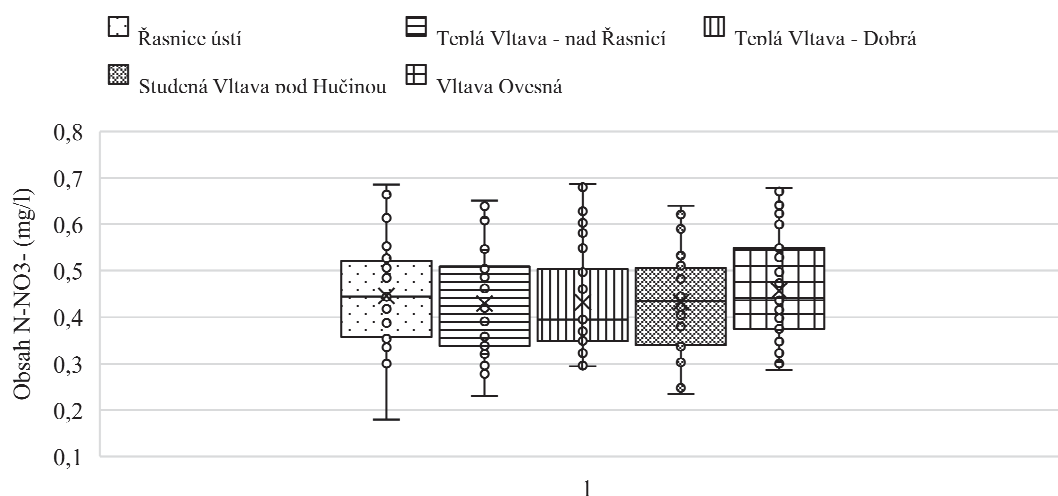 Řasnice ústí
Teplá Vltava - nad Řasnicí
Teplá Vltava - Dobrá
Studená Vltava pod Hučinou
Vltava Ovesná
0,8
0,7
0,6
0,5
0,4
0,3
0,2
0,1
Obsah N-NO3- (mg/l)
1